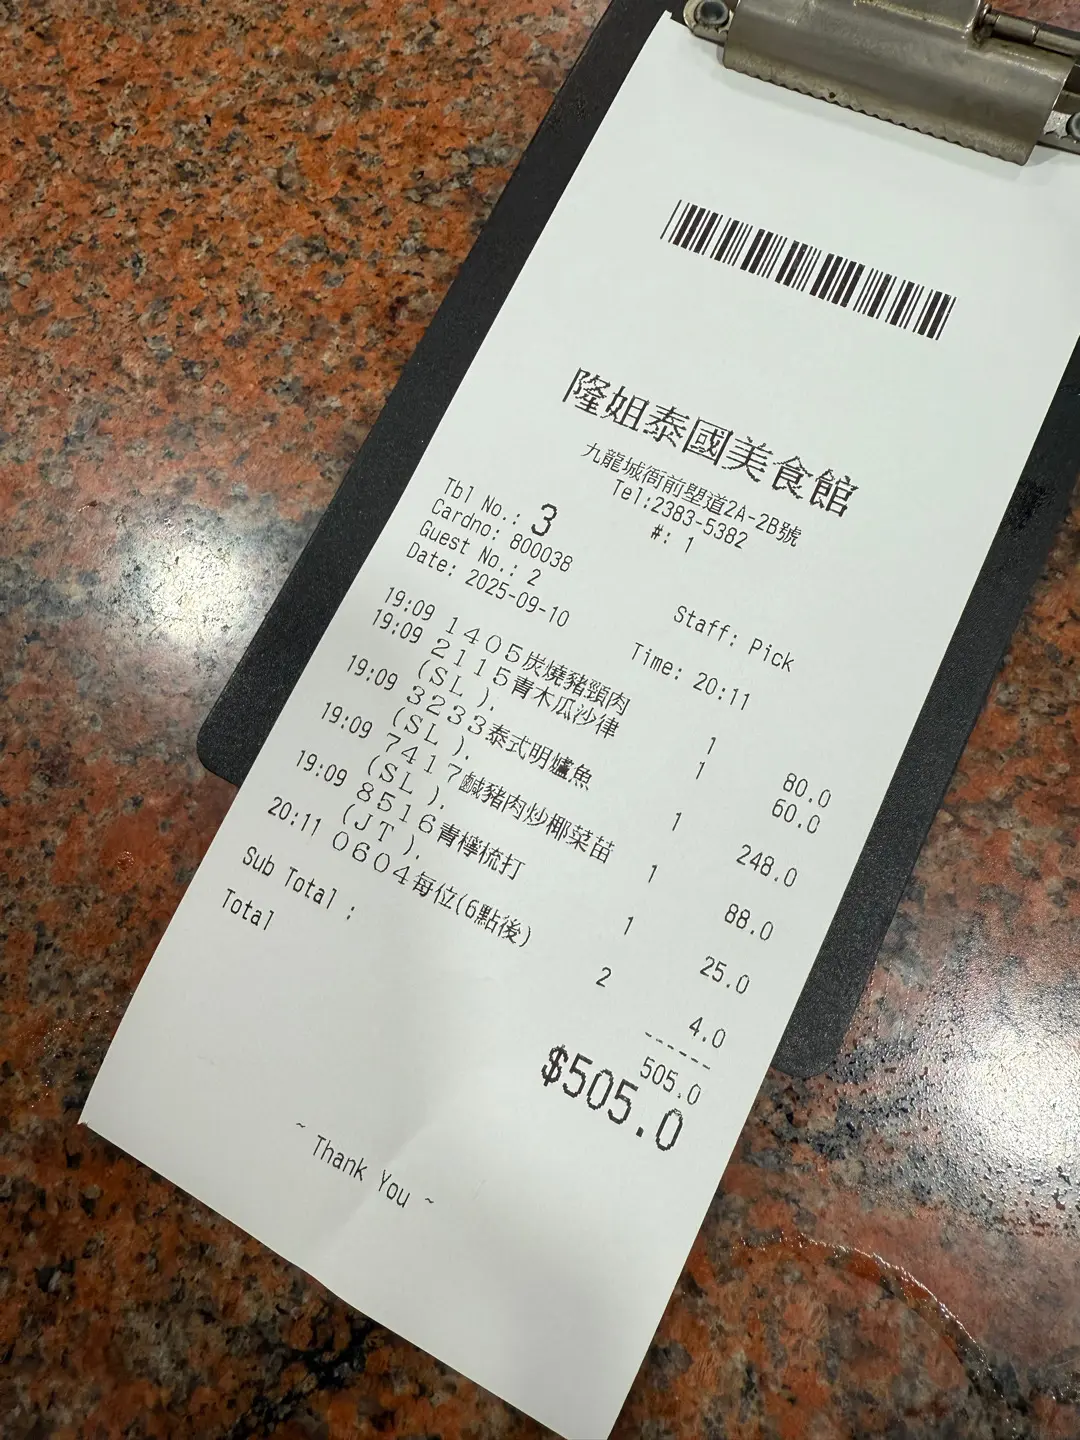 隆姐泰國美食館
九龍城衙前塱道2A-2B號
Tel:2383-5382
#: 1
Tbl No.: 3
Cardno: 800038
Guest No.: 2 Staff: Pick
Date: 2025-09-10 Time: 20:11
19:09 1405炭燒豬頸肉 1 80.0
19:09 2115青木瓜沙律 1 60.0
(SL ).
19:09 3233泰式明爐魚 1 248.0
(SL ).
19:09 7417鹹豬肉炒椰菜苗 1 88.0
(SL ).
19:09 8516青檸梳打 1 25.0
(JT ).
20:11 0604每位(6點後) 2 4.0
------
Sub Total : 505.0
Total $505.0
~ Thank You ~